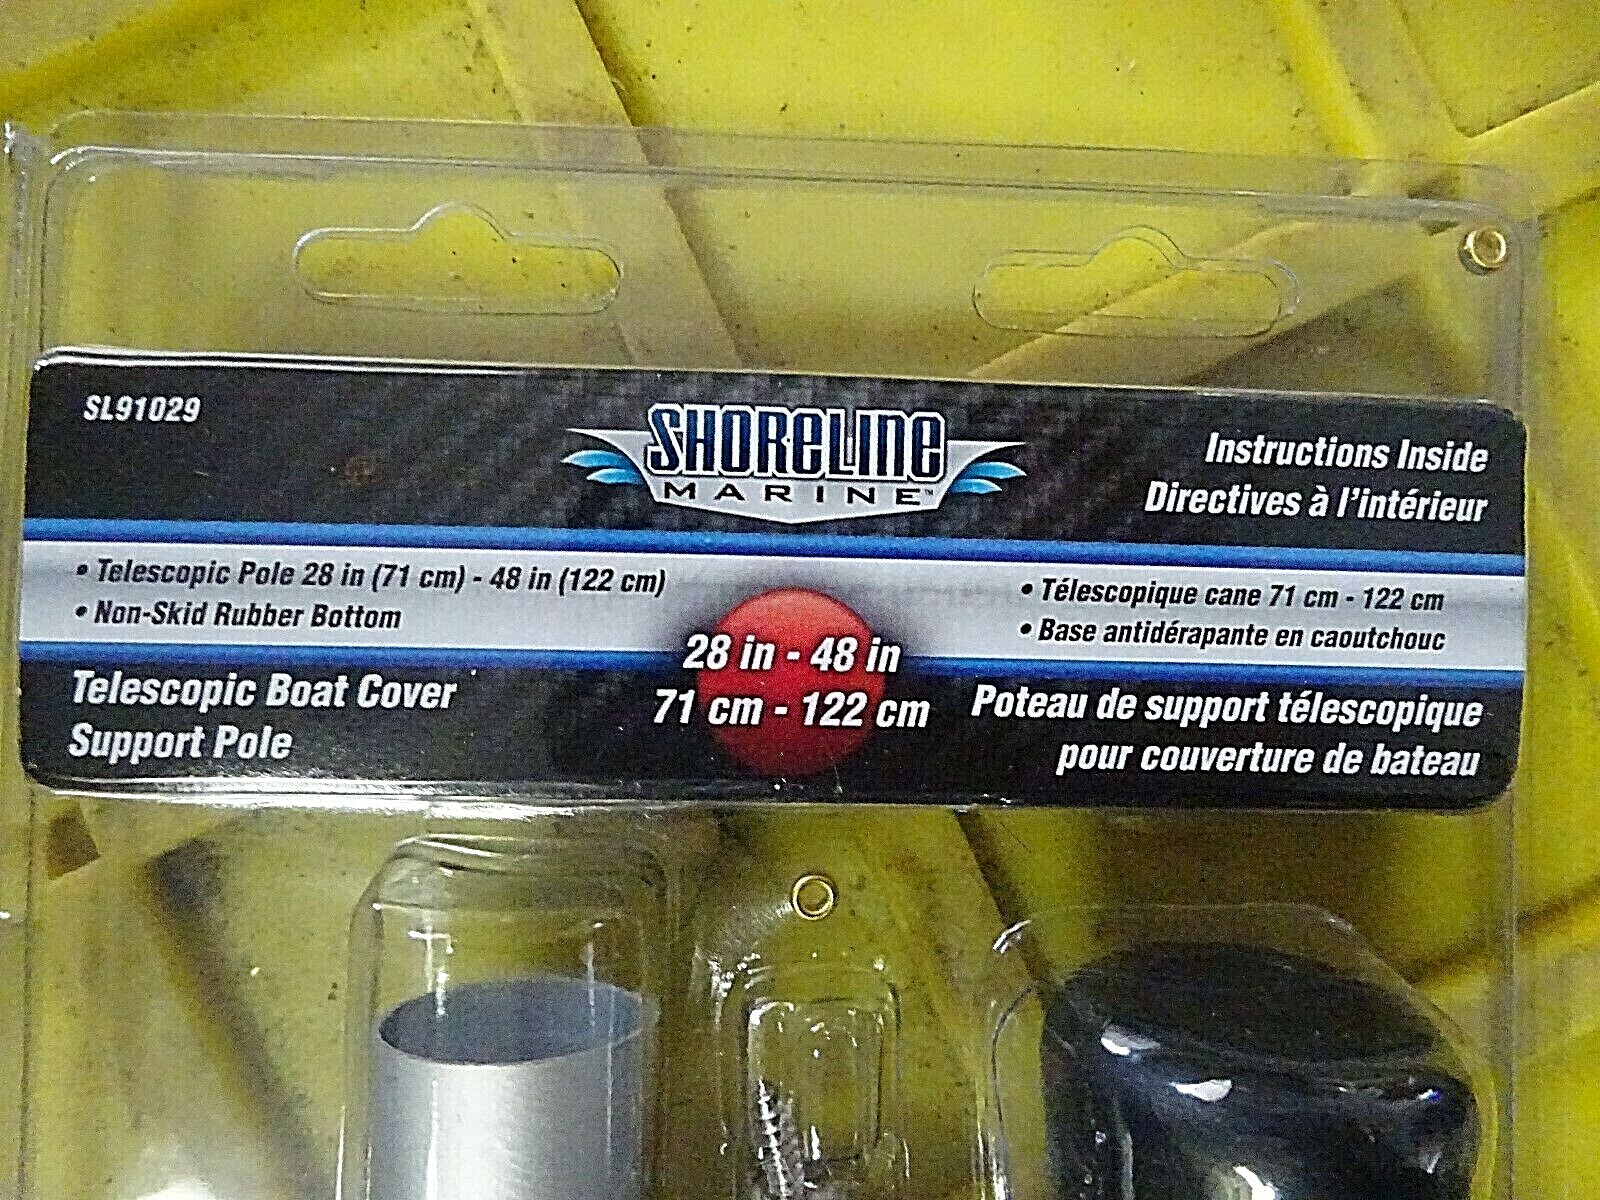 SL91029
SHORELINE
MARINE™
Instructions Inside
Directives à l'intérieur
• Telescopic Pole 28 in (71 cm) - 48 in (122 cm)
• Non-Skid Rubber Bottom
• Télescopique cane 71 cm - 122 cm
• Base antidérapante en caoutchouc
28 in - 48 in
71 cm - 122 cm
Telescopic Boat Cover
Support Pole
Poteau de support télescopique
pour couverture de bateau